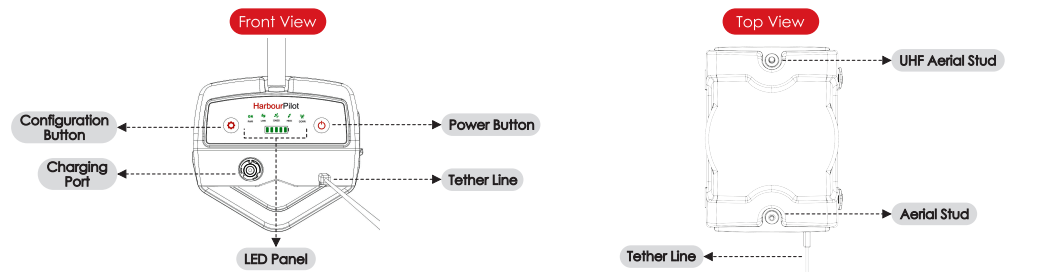 Front View
Top View
HarbourPilot
Configuration
Button
Charging
Port
Power Button
Tether Line
LED Panel
UHF Aerial Stud
Aerial Stud
Tether Line